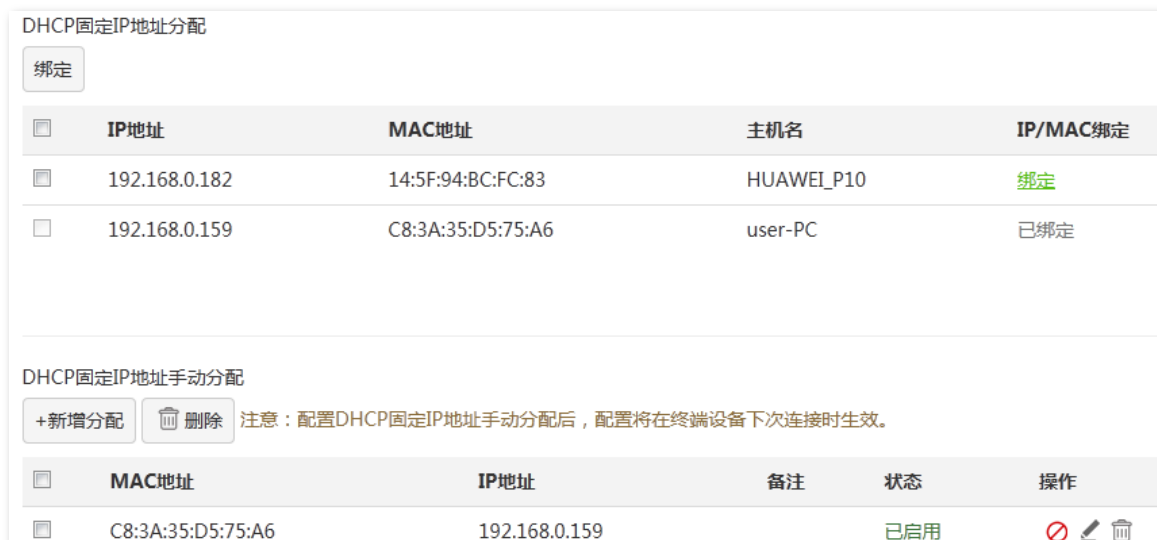 DHCP固定IP地址分配
绑定
IP地址 MAC地址 主机名 IP/MAC绑定
192.168.0.182 14:5F:94:BC:FC:83 HUAWEI_P10 绑定
192.168.0.159 C8:3A:35:D5:75:A6 user-PC 已绑定
DHCP固定IP地址手动分配
+新增分配 删除 注意：配置DHCP固定IP地址手动分配后，配置将在终端设备下次连接时生效。
MAC地址 IP地址 备注 状态 操作
C8:3A:35:D5:75:A6 192.168.0.159 已启用